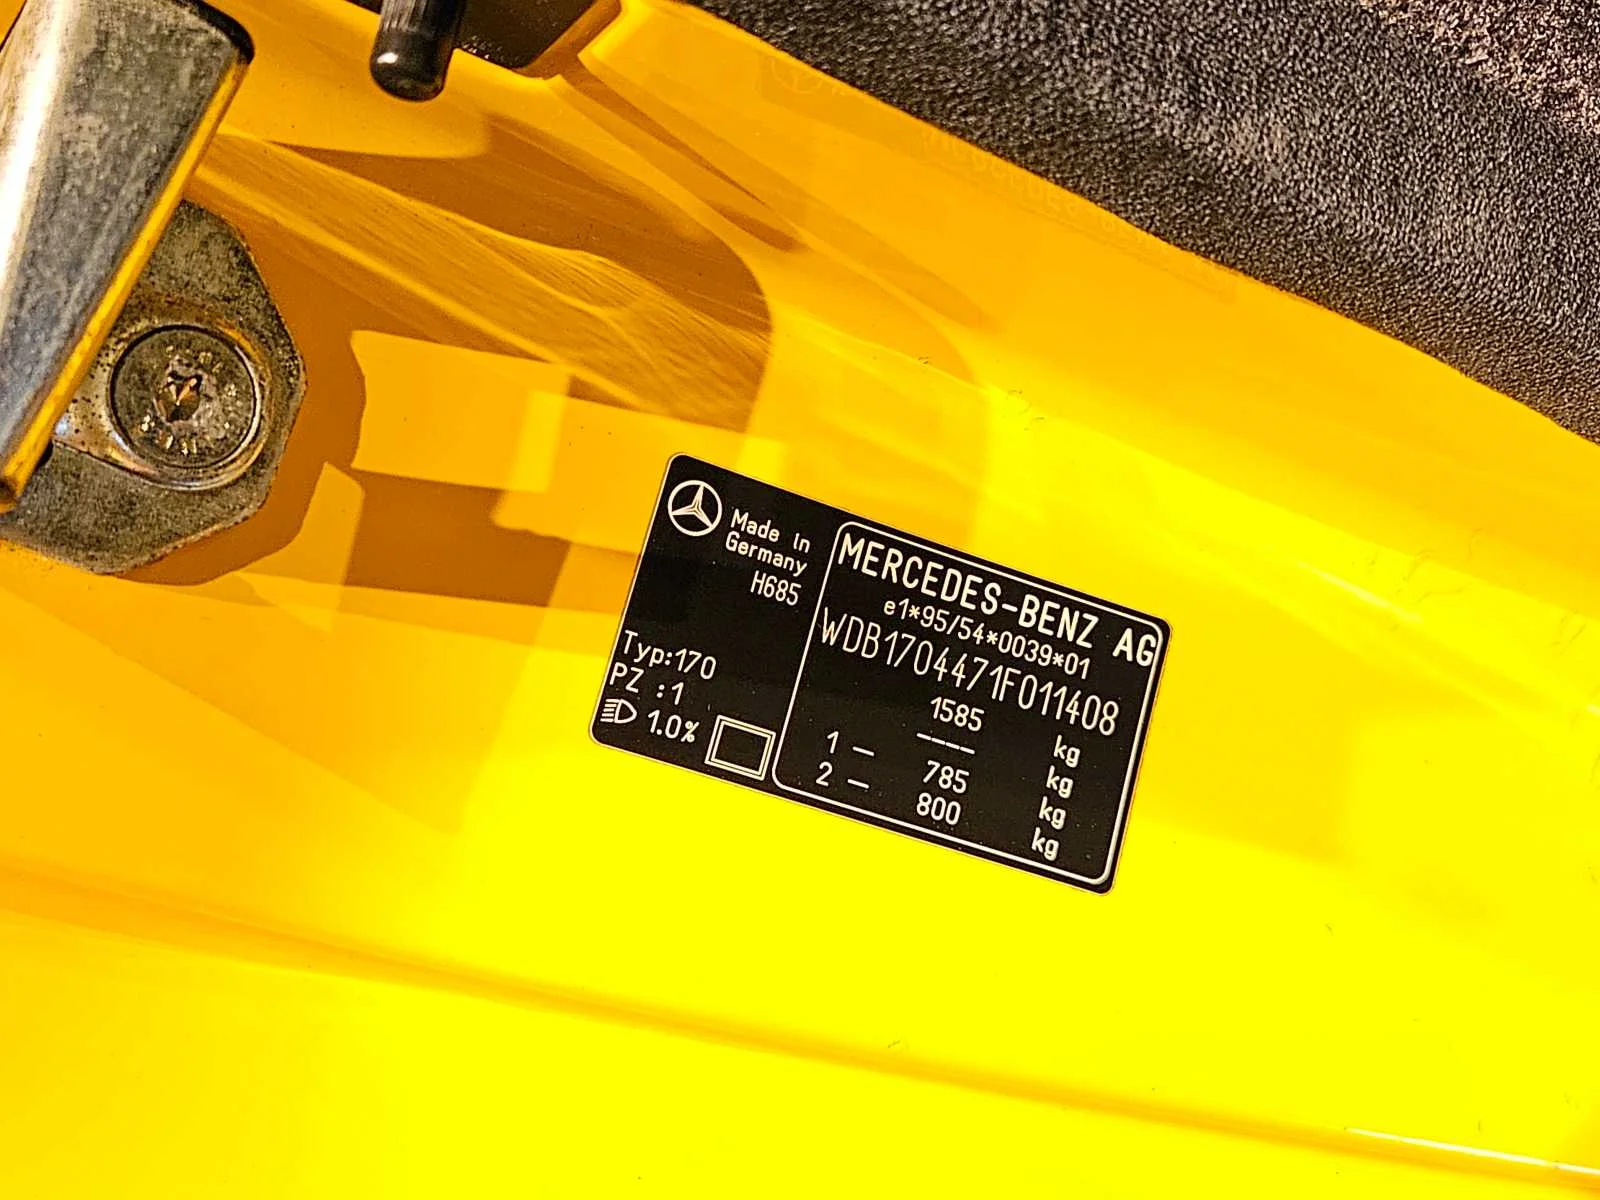 Made in
Germany
H685
Typ:170
PZ :1
1.0%
MERCEDES-BENZ AG
e1*95/54*0039*01
WDB1704471F011408
1585 kg
---- kg
1 — 785 kg
2 — 800 kg